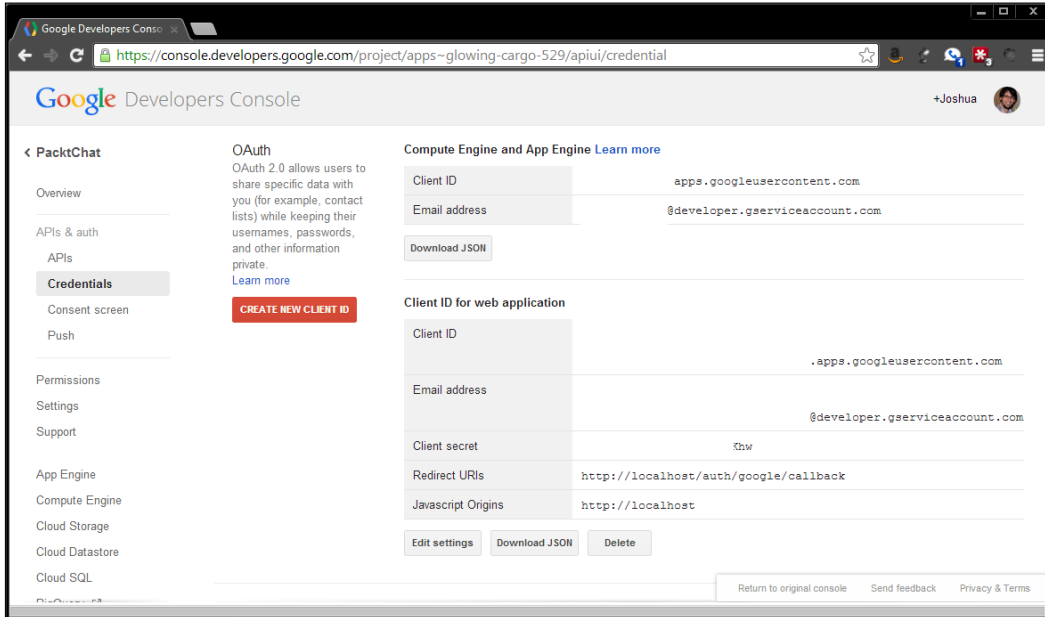 Google Developers Conso
https://console.developers.google.com/project/apps~glowing-cargo-529/apiui/credential
Google Developers Console
+Joshua
PacktChat
Overview
APIs & auth
APIs
Credentials
Consent screen
Push
Permissions
Settings
Support
App Engine
Compute Engine
Cloud Storage
Cloud Datastore
Cloud SQL
OAuth
OAuth 2.0 allows users to
share specific data with
you (for example, contact
lists) while keeping their
usernames, passwords,
and other information
private.
Learn more
CREATE NEW CLIENT ID
Compute Engine and App Engine Learn more
Client ID apps.googleusercontent.com
Email address @developer.gserviceaccount.com
Download JSON
Client ID for web application
Client ID
.apps.googleusercontent.com
Email address
@developer.gserviceaccount.com
Client secret hw
Redirect URIs http://localhost/auth/google/callback
Javascript Origins http://localhost
Edit settings Download JSON Delete
Return to original console Send feedback Privacy & Terms